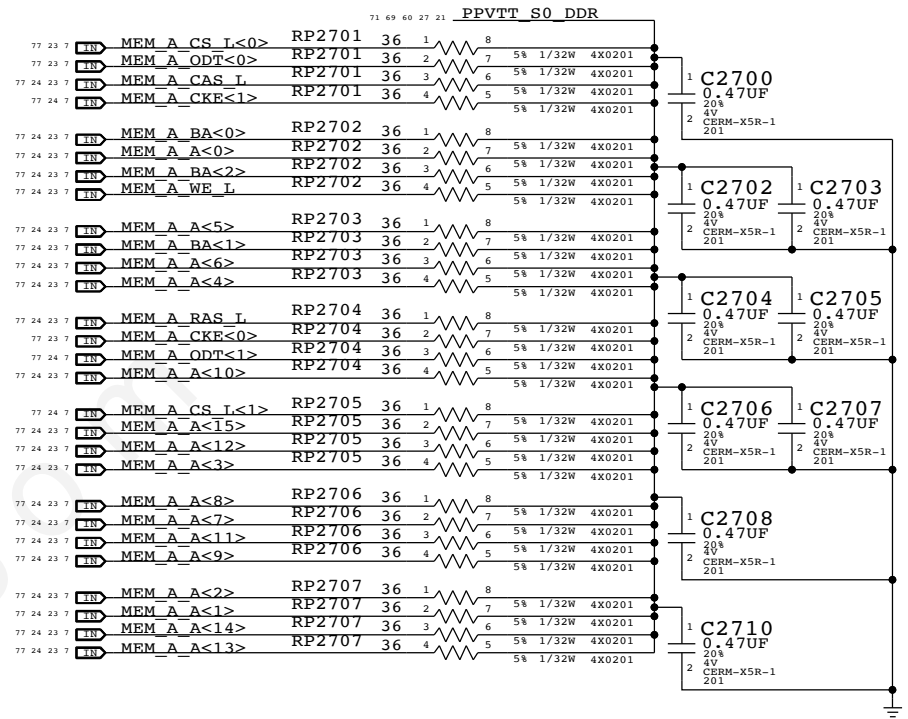 71 69 60 27 21 PPVTT_S0_DDR
77 23 7 IN MEM_A_CS_L<0> RP2701 36 1 8
5% 1/32W 4X0201
77 23 7 IN MEM_A_ODT<0> RP2701 36 2 7
5% 1/32W 4X0201
77 24 23 7 IN MEM_A_CAS_L RP2701 36 3 6
5% 1/32W 4X0201
77 24 7 IN MEM_A_CKE<1> RP2701 36 4 5
5% 1/32W 4X0201
77 24 23 7 IN MEM_A_BA<0> RP2702 36 1 8
5% 1/32W 4X0201
77 24 23 7 IN MEM_A_A<0> RP2702 36 2 7
5% 1/32W 4X0201
77 24 23 7 IN MEM_A_BA<2> RP2702 36 3 6
5% 1/32W 4X0201
77 24 23 7 IN MEM_A_WE_L RP2702 36 4 5
5% 1/32W 4X0201
77 24 23 7 IN MEM_A_A<5> RP2703 36 1 8
5% 1/32W 4X0201
77 24 23 7 IN MEM_A_BA<1> RP2703 36 2 7
5% 1/32W 4X0201
77 24 23 7 IN MEM_A_A<6> RP2703 36 3 6
5% 1/32W 4X0201
77 24 23 7 IN MEM_A_A<4> RP2703 36 4 5
5% 1/32W 4X0201
77 24 23 7 IN MEM_A_RAS_L RP2704 36 1 8
5% 1/32W 4X0201
77 23 7 IN MEM_A_CKE<0> RP2704 36 2 7
5% 1/32W 4X0201
77 24 7 IN MEM_A_ODT<1> RP2704 36 3 6
5% 1/32W 4X0201
77 24 23 7 IN MEM_A_A<10> RP2704 36 4 5
5% 1/32W 4X0201
77 24 7 IN MEM_A_CS_L<1> RP2705 36 1 8
5% 1/32W 4X0201
77 24 23 7 IN MEM_A_A<15> RP2705 36 2 7
5% 1/32W 4X0201
77 24 23 7 IN MEM_A_A<12> RP2705 36 3 6
5% 1/32W 4X0201
77 24 23 7 IN MEM_A_A<3> RP2705 36 4 5
5% 1/32W 4X0201
77 24 23 7 IN MEM_A_A<8> RP2706 36 1 8
5% 1/32W 4X0201
77 24 23 7 IN MEM_A_A<7> RP2706 36 2 7
5% 1/32W 4X0201
77 24 23 7 IN MEM_A_A<11> RP2706 36 3 6
5% 1/32W 4X0201
77 24 23 7 IN MEM_A_A<9> RP2706 36 4 5
5% 1/32W 4X0201
77 24 23 7 IN MEM_A_A<2> RP2707 36 1 8
5% 1/32W 4X0201
77 24 23 7 IN MEM_A_A<1> RP2707 36 2 7
5% 1/32W 4X0201
77 24 23 7 IN MEM_A_A<14> RP2707 36 3 6
5% 1/32W 4X0201
77 24 23 7 IN MEM_A_A<13> RP2707 36 4 5
5% 1/32W 4X0201
1 C2700
0.47UF
20%
4V
2 CERM-X5R-1
201
1 C2702
0.47UF
20%
4V
2 CERM-X5R-1
201
1 C2703
0.47UF
20%
4V
2 CERM-X5R-1
201
1 C2704
0.47UF
20%
4V
2 CERM-X5R-1
201
1 C2705
0.47UF
20%
4V
2 CERM-X5R-1
201
1 C2706
0.47UF
20%
4V
2 CERM-X5R-1
201
1 C2707
0.47UF
20%
4V
2 CERM-X5R-1
201
1 C2708
0.47UF
20%
4V
2 CERM-X5R-1
201
1 C2710
0.47UF
20%
4V
2 CERM-X5R-1
201